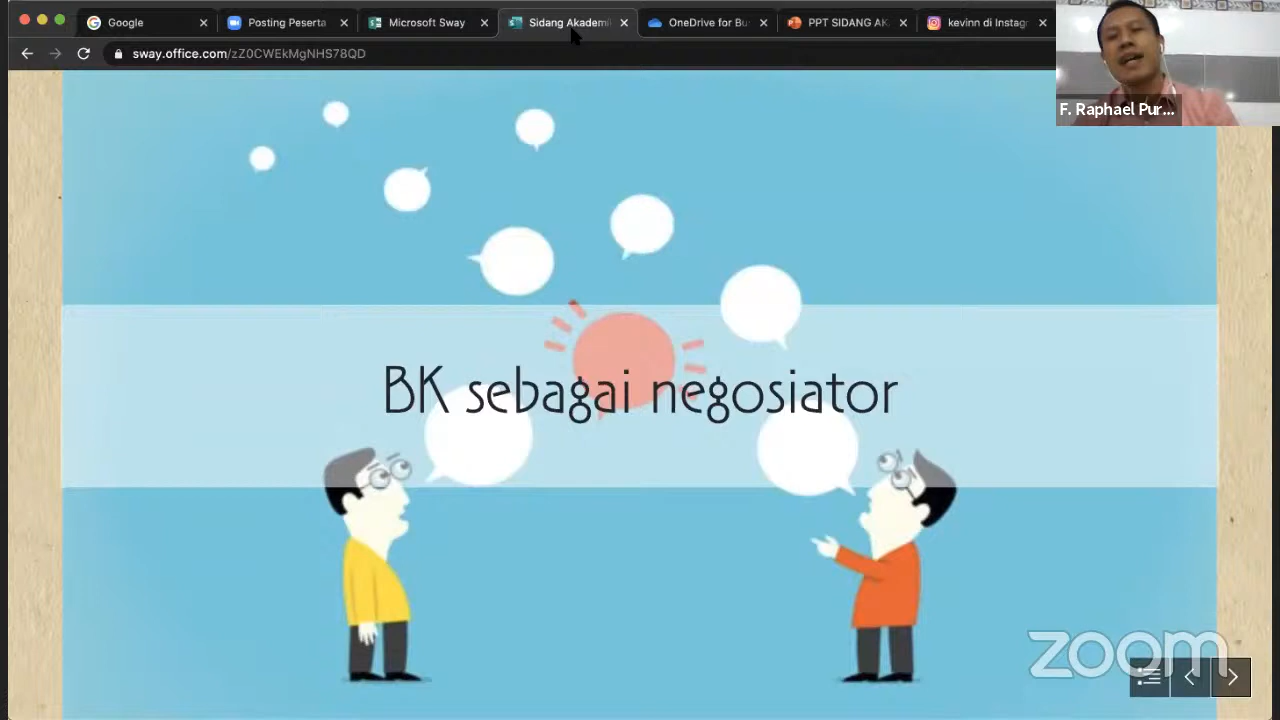 Google
Posting Peserta
Microsoft Sway
Sidang Akademi
OneDrive for Bu
PPT SIDANG AK
kevinn di Instagr
sway.office.com/zZ0CWEkMgNHS78QD
F. Raphael Pur...
BK sebagai negosiator
zoom